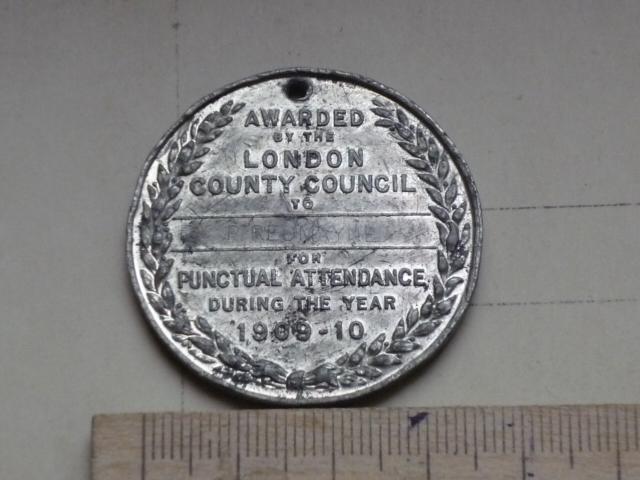 AWARDED
BY THE
LONDON
COUNTY COUNCIL
TO
FOR
PUNCTUAL ATTENDANCE,
DURING THE YEAR
1909-10